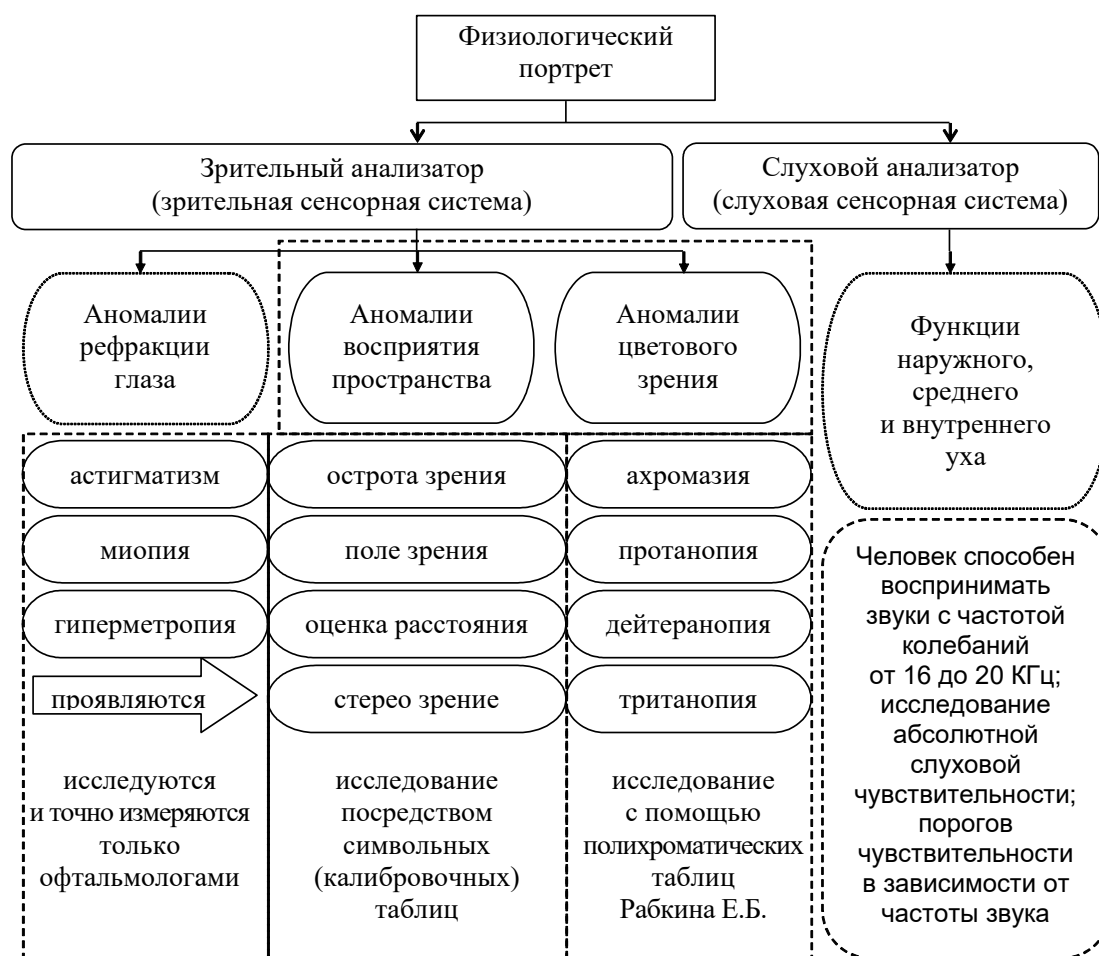 Физиологический
портрет
Зрительный анализатор
(зрительная сенсорная система)
Слуховой анализатор
(слуховая сенсорная система)
Аномалии
рефракции
глаза
Аномалии
восприятия
пространства
Аномалии
цветового
зрения
Функции
наружного,
среднего
и внутреннего
уха
астигматизм
миопия
гиперметропия
проявляются
исследуются
и точно измеряются
только
офтальмологами
острота зрения
поле зрения
оценка расстояния
стерео зрение
исследование
посредством
символьных
(калибровочных)
таблиц
ахромазия
протанопия
дейтеранопия
тританопия
исследование
с помощью
полихроматических
таблиц
Рабкина Е.Б.
Человек способен
воспринимать
звуки с частотой
колебаний
от 16 до 20 КГц;
исследование
абсолютной
слуховой
чувствительности;
порогов
чувствительности
в зависимости от
частоты звука